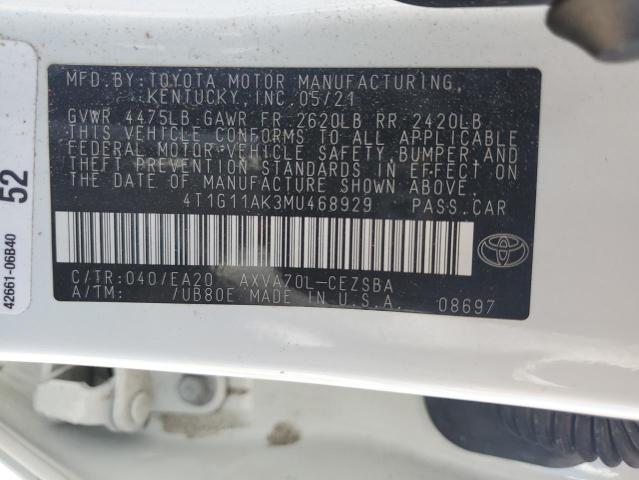 MFD.BY: TOYOTA MOTOR MANUFACTURING,
KENTUCKY, INC. 05/21
GVWR 4475LB GAWR FR 2620LB RR 2420LB
THIS VEHICLE CONFORMS TO ALL APPLICABLE
FEDERAL MOTOR VEHICLE SAFETY, BUMPER, AND
THEFT PREVENTION STANDARDS IN EFFECT ON
THE DATE OF MANUFACTURE SHOWN ABOVE.
4T1G11AK3MU468929 PASS.CAR
C/TR:040/EA20 AXVA70L-CEZSBA
A/TM: /UB80E MADE IN U.S.A. 08697
42661-06B40
52